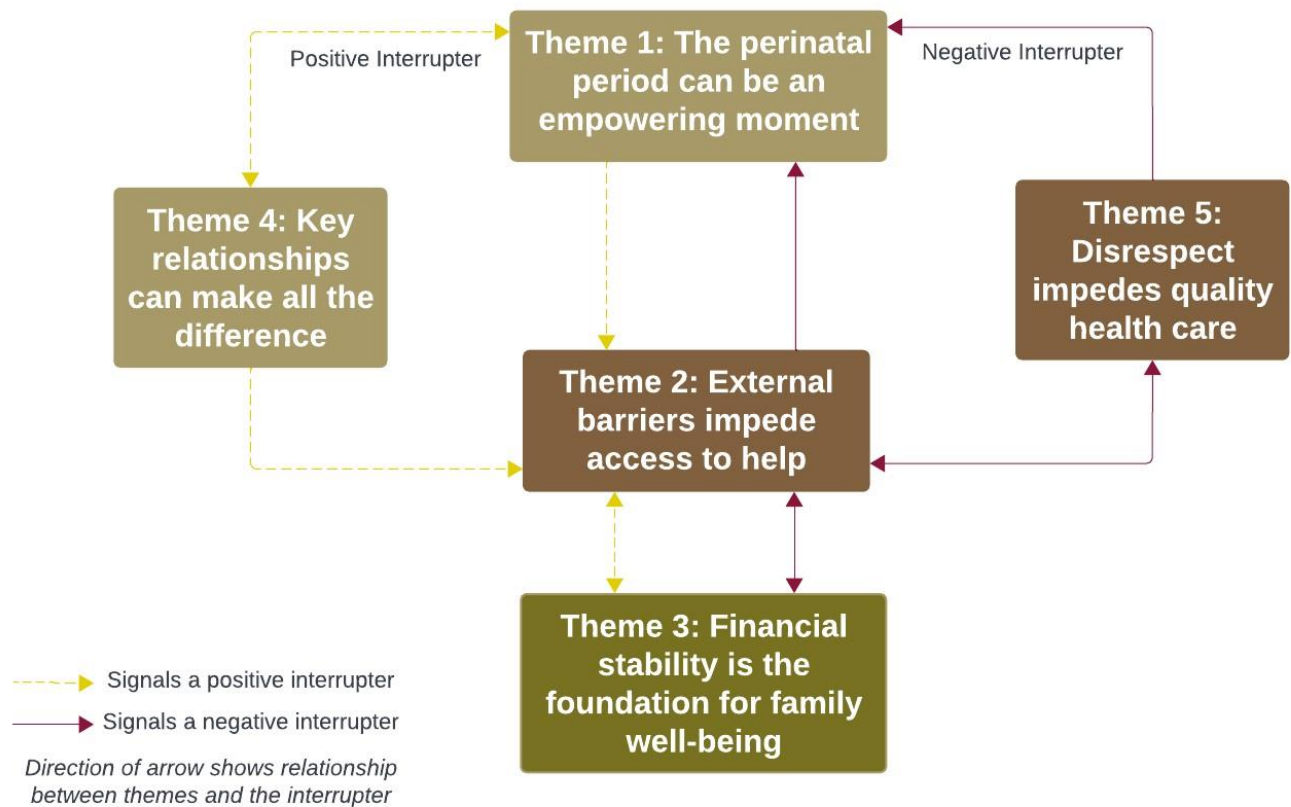 Theme 1: The perinatal
period can be an
empowering moment
Positive Interrupter
Negative Interrupter
Theme 4: Key
relationships
can make all the
difference
Theme 5:
Disrespect
impedes quality
health care
Theme 2: External
barriers impede
access to help
Theme 3: Financial
stability is the
foundation for family
well-being
Signals a positive interrupter
Signals a negative interrupter
Direction of arrow shows relationship
between themes and the interrupter